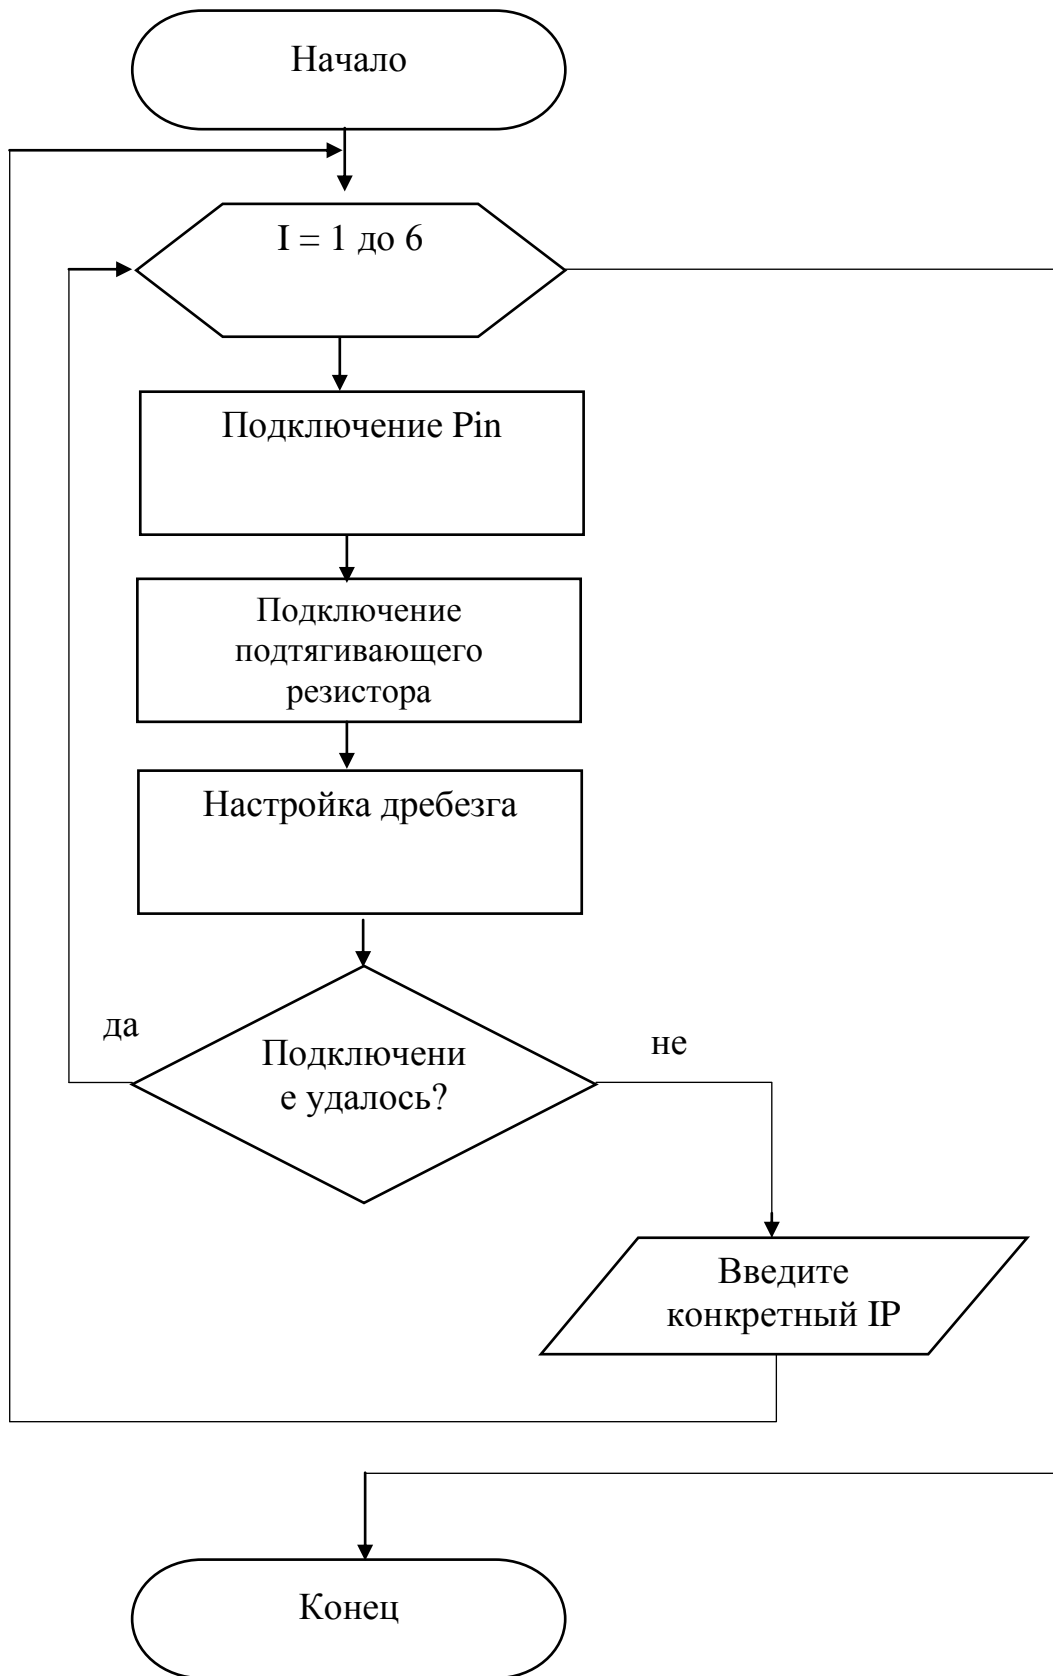 Начало
I = 1 до 6
Подключение Pin
Подключение
подтягивающего
резистора
Настройка дребезга
да
не
Подключени
е удалось?
Введите
конкретный IP
Конец